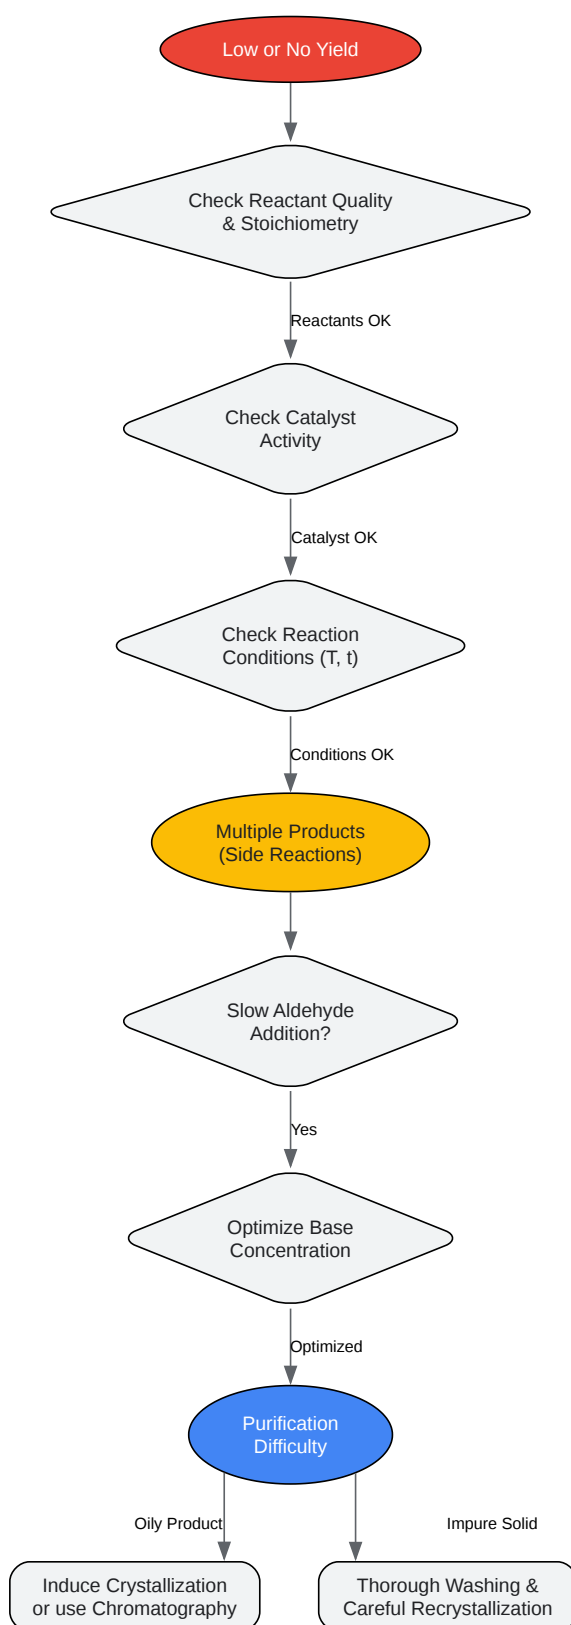 Low or No Yield
Check Reactant Quality
& Stoichiometry
Reactants OK
Check Catalyst
Activity
Catalyst OK
Check Reaction
Conditions (T, t)
Conditions OK
Multiple Products
(Side Reactions)
Slow Aldehyde
Addition?
Yes
Optimize Base
Concentration
Optimized
Purification
Difficulty
Oily Product
Impure Solid
Induce Crystallization
or use Chromatography
Thorough Washing &
Careful Recrystallization